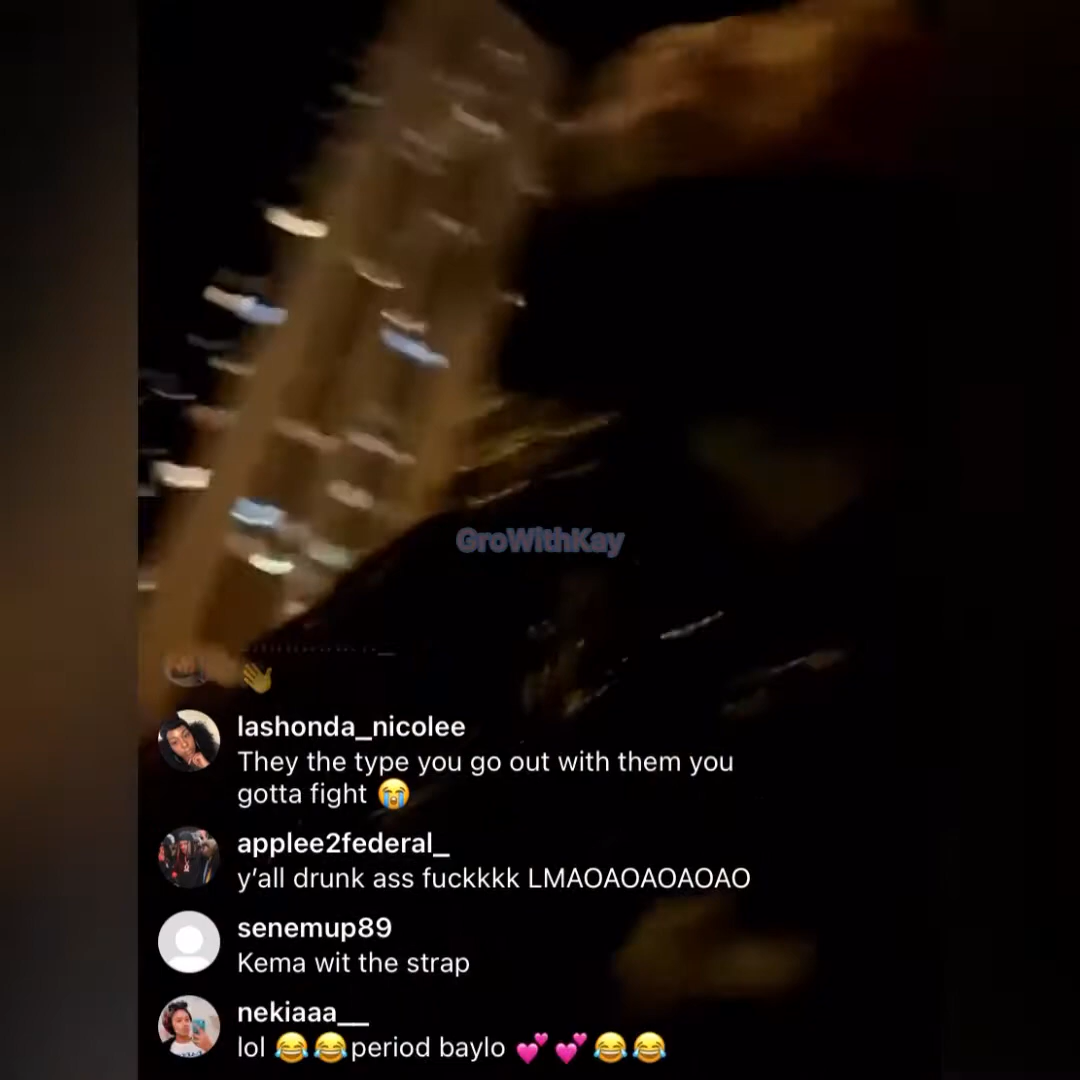 GroWithKay
👋
lashonda_nicolee
They the type you go out with them you
gotta fight 😭
applee2federal_
y'all drunk ass fuckkkk LMAOAOAOAOAO
senemup89
Kema wit the strap
nekiaaa__
lol 😂😂period baylo 💕💕😂😂